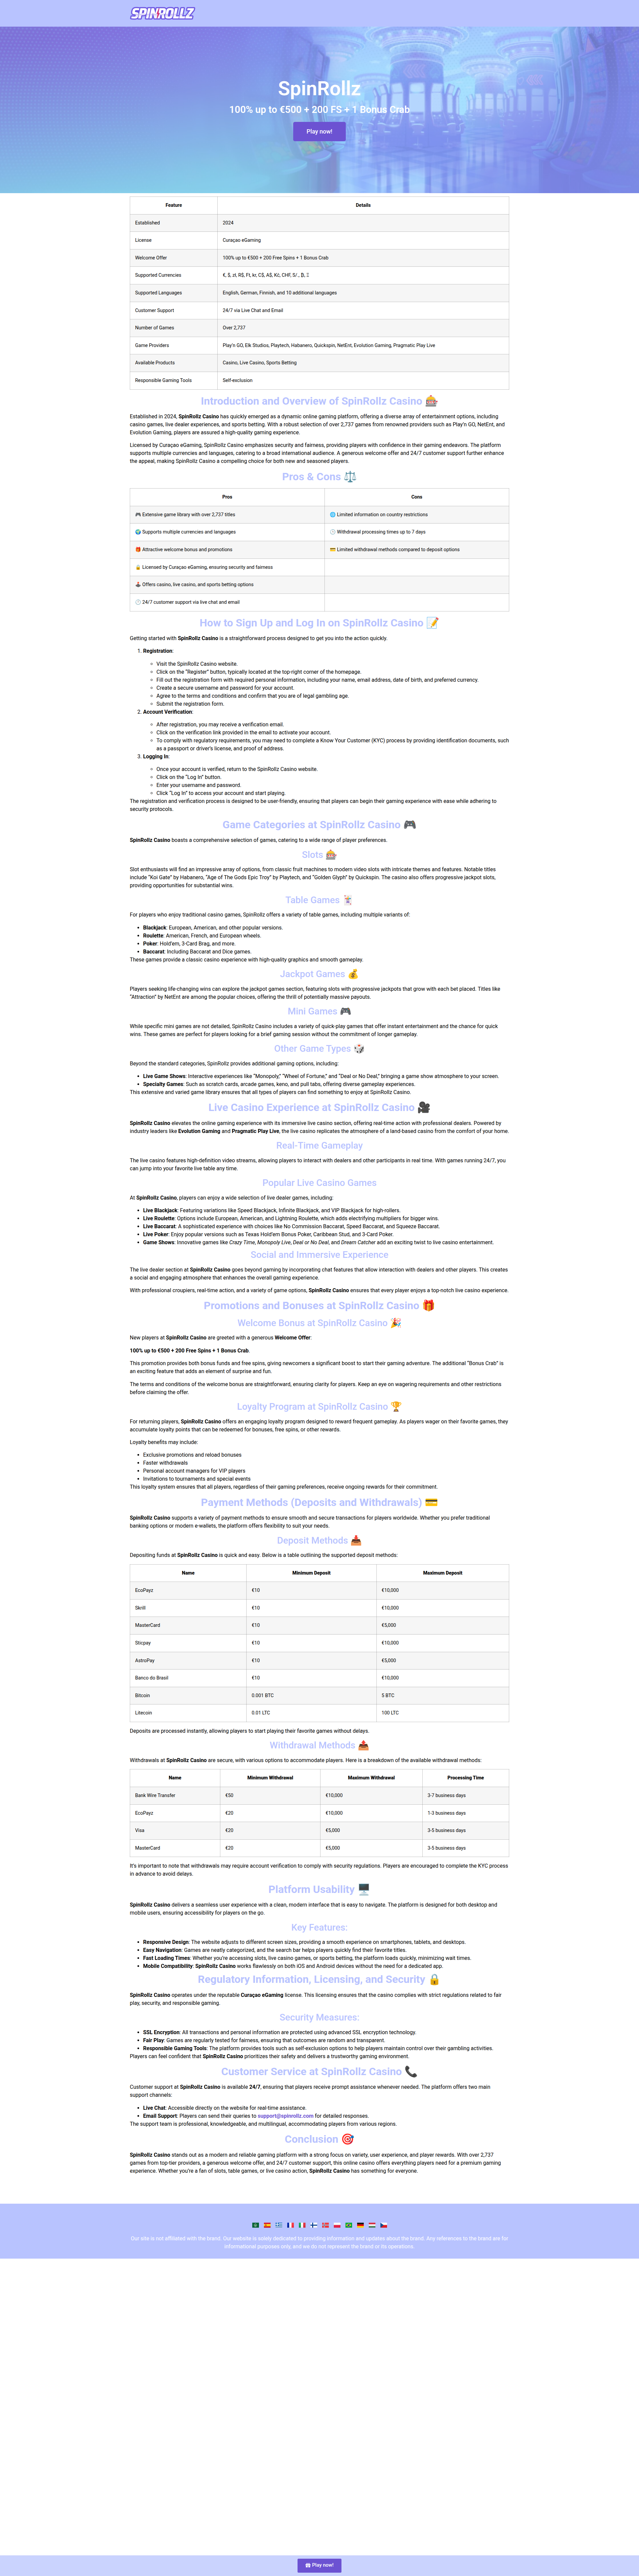 SPINROLLZ
SpinRollz
100% up to €500 + 200 FS + 1 Bonus Crab
Play now!
Feature Details
Established 2024
License Curaçao eGaming
Welcome Offer 100% up to €500 + 200 Free Spins + 1 Bonus Crab
Supported Currencies €, $, zł, R$, Ft, kr, C$, A$, Kč, CHF, S/.,
Supported Languages English, German, Finnish, and 10 additional languages
Customer Support 24/7 via Live Chat and Email
Number of Games Over 2,737
Game Providers Play'n GO, Elk Studios, Playtech, Habanero, Quickspin, NetEnt, Evolution Gaming, Pragmatic Play Live
Available Products Casino, Live Casino, Sports Betting
Responsible Gaming Tools Self-exclusion
Introduction and Overview of SpinRollz Casino 🎰
Established in 2024, SpinRollz Casino has quickly emerged as a dynamic online gaming platform, offering a diverse array of entertainment options, including
casino games, live dealer experiences, and sports betting. With a robust selection of over 2,737 games from renowned providers such as Play'n GO, NetEnt, and
Evolution Gaming, players are assured a high-quality gaming experience.
Licensed by Curaçao eGaming, SpinRollz Casino emphasizes security and fairness, providing players with confidence in their gaming endeavors. The platform
supports multiple currencies and languages, catering to a broad international audience. A generous welcome offer and 24/7 customer support further enhance
the appeal, making SpinRollz Casino a compelling choice for both new and seasoned players.
Pros & Cons ⚖️
Pros Cons
🎮 Extensive game library with over 2,737 titles 🌐 Limited information on country restrictions
🌍 Supports multiple currencies and languages 🕒 Withdrawal processing times up to 7 days
🎁 Attractive welcome bonus and promotions 💳 Limited withdrawal methods compared to deposit options
🔒 Licensed by Curaçao eGaming, ensuring security and fairness
🕹️ Offers casino, live casino, and sports betting options
🕑 24/7 customer support via live chat and email
How to Sign Up and Log In on SpinRollz Casino 📝
Getting started with SpinRollz Casino is a straightforward process designed to get you into the action quickly.
1. Registration:
Visit the SpinRollz Casino website.
Click on the "Register" button, typically located at the top-right corner of the homepage.
Fill out the registration form with required personal information, including your name, email address, date of birth, and preferred currency.
Create a secure username and password for your account.
Agree to the terms and conditions and confirm that you are of legal gambling age.
Submit the registration form.
2. Account Verification:
After registration, you may receive a verification email.
Click on the verification link provided in the email to activate your account.
To comply with regulatory requirements, you may need to complete a Know Your Customer (KYC) process by providing identification documents, such
as a passport or driver's license, and proof of address.
3. Logging In:
Once your account is verified, return to the SpinRollz Casino website.
Click on the "Log In" button.
Enter your username and password.
Click "Log In" to access your account and start playing.
The registration and verification process is designed to be user-friendly, ensuring that players can begin their gaming experience with ease while adhering to
security protocols.
Game Categories at SpinRollz Casino 🎮
SpinRollz Casino boasts a comprehensive selection of games, catering to a wide range of player preferences.
Slots 🎰
Slot enthusiasts will find an impressive array of options, from classic fruit machines to modern video slots with intricate themes and features. Notable titles
include "Koi Gate" by Habanero, "Age of The Gods Epic Troy" by Playtech, and "Golden Glyph" by Quickspin. The casino also offers progressive jackpot slots,
providing opportunities for substantial wins.
Table Games 🃏
For players who enjoy traditional casino games, SpinRollz offers a variety of table games, including multiple variants of:
Blackjack: European, American, and other popular versions.
Roulette: American, French, and European wheels.
Poker: Hold'em, 3-Card Brag, and more.
Baccarat: Including Baccarat and Dice games.
These games provide a classic casino experience with high-quality graphics and smooth gameplay.
Jackpot Games 💰
Players seeking life-changing wins can explore the jackpot games section, featuring slots with progressive jackpots that grow with each bet placed. Titles like
"Attraction" by NetEnt are among the popular choices, offering the thrill of potentially massive payouts.
Mini Games 🎮
While specific mini games are not detailed, SpinRollz Casino includes a variety of quick-play games that offer instant entertainment and the chance for quick
wins. These games are perfect for players looking for a brief gaming session without the commitment of longer gameplay.
Other Game Types 🎲
Beyond the standard categories, SpinRollz provides additional gaming options, including:
Live Game Shows: Interactive experiences like "Monopoly," "Wheel of Fortune," and "Deal or No Deal," bringing a game show atmosphere to your screen.
Specialty Games: Such as scratch cards, arcade games, keno, and pull tabs, offering diverse gameplay experiences.
This extensive and varied game library ensures that all types of players can find something to enjoy at SpinRollz Casino.
Live Casino Experience at SpinRollz Casino 🎥
SpinRollz Casino elevates the online gaming experience with its immersive live casino section, offering real-time action with professional dealers. Powered by
industry leaders like Evolution Gaming and Pragmatic Play Live, the live casino replicates the atmosphere of a land-based casino from the comfort of your home.
Real-Time Gameplay
The live casino features high-definition video streams, allowing players to interact with dealers and other participants in real time. With games running 24/7, you
can jump into your favorite live table any time.
Popular Live Casino Games
At SpinRollz Casino, players can enjoy a wide selection of live dealer games, including:
Live Blackjack: Featuring variations like Speed Blackjack, Infinite Blackjack, and VIP Blackjack for high-rollers.
Live Roulette: Options include European, American, and Lightning Roulette, which adds electrifying multipliers for bigger wins.
Live Baccarat: A sophisticated experience with choices like No Commission Baccarat, Speed Baccarat, and Squeeze Baccarat.
Live Poker: Enjoy popular versions such as Texas Hold'em Bonus Poker, Caribbean Stud, and 3-Card Poker.
Game Shows: Innovative games like Crazy Time, Monopoly Live, Deal or No Deal, and Dream Catcher add an exciting twist to live casino entertainment.
Social and Immersive Experience
The live dealer section at SpinRollz Casino goes beyond gaming by incorporating chat features that allow interaction with dealers and other players. This creates
a social and engaging atmosphere that enhances the overall gaming experience.
With professional croupiers, real-time action, and a variety of game options, SpinRollz Casino ensures that every player enjoys a top-notch live casino experience.
Promotions and Bonuses at SpinRollz Casino 🎁
Welcome Bonus at SpinRollz Casino 🎉
New players at SpinRollz Casino are greeted with a generous Welcome Offer:
100% up to €500 + 200 Free Spins + 1 Bonus Crab.
This promotion provides both bonus funds and free spins, giving newcomers a significant boost to start their gaming adventure. The additional "Bonus Crab" is
an exciting feature that adds an element of surprise and fun.
The terms and conditions of the welcome bonus are straightforward, ensuring clarity for players. Keep an eye on wagering requirements and other restrictions
before claiming the offer.
Loyalty Program at SpinRollz Casino 🏆
For returning players, SpinRollz Casino offers an engaging loyalty program designed to reward frequent gameplay. As players wager on their favorite games, they
accumulate loyalty points that can be redeemed for bonuses, free spins, or other rewards.
Loyalty benefits may include:
Exclusive promotions and reload bonuses
Faster withdrawals
Personal account managers for VIP players
Invitations to tournaments and special events
This loyalty system ensures that all players, regardless of their gaming preferences, receive ongoing rewards for their commitment.
Payment Methods (Deposits and Withdrawals) 💳
SpinRollz Casino supports a variety of payment methods to ensure smooth and secure transactions for players worldwide. Whether you prefer traditional
banking options or modern e-wallets, the platform offers flexibility to suit your needs.
Deposit Methods 📥
Depositing funds at SpinRollz Casino is quick and easy. Below is a table outlining the supported deposit methods:
Name Minimum Deposit Maximum Deposit
EcoPayz €10 €10,000
Skrill €10 €10,000
MasterCard €10 €5,000
Sticpay €10 €10,000
AstroPay €10 €5,000
Banco do Brasil €10 €10,000
Bitcoin 0.001 BTC 5 BTC
Litecoin 0.01 LTC 100 LTC
Deposits are processed instantly, allowing players to start playing their favorite games without delays.
Withdrawal Methods 📤
Withdrawals at SpinRollz Casino are secure, with various options to accommodate players. Here is a breakdown of the available withdrawal methods:
Name Minimum Withdrawal Maximum Withdrawal Processing Time
Bank Wire Transfer €50 €10,000 3-7 business days
EcoPayz €20 €10,000 1-3 business days
Visa €20 €5,000 3-5 business days
MasterCard €20 €5,000 3-5 business days
It's important to note that withdrawals may require account verification to comply with security regulations. Players are encouraged to complete the KYC process
in advance to avoid delays.
Platform Usability 🖥️
SpinRollz Casino delivers a seamless user experience with a clean, modern interface that is easy to navigate. The platform is designed for both desktop and
mobile users, ensuring accessibility for players on the go.
Key Features:
Responsive Design: The website adjusts to different screen sizes, providing a smooth experience on smartphones, tablets, and desktops.
Easy Navigation: Games are neatly categorized, and the search bar helps players quickly find their favorite titles.
Fast Loading Times: Whether you're accessing slots, live casino games, or sports betting, the platform loads quickly, minimizing wait times.
Mobile Compatibility: SpinRollz Casino works flawlessly on both iOS and Android devices without the need for a dedicated app.
Regulatory Information, Licensing, and Security 🔒
SpinRollz Casino operates under the reputable Curaçao eGaming license. This licensing ensures that the casino complies with strict regulations related to fair
play, security, and responsible gaming.
Security Measures:
SSL Encryption: All transactions and personal information are protected using advanced SSL encryption technology.
Fair Play: Games are regularly tested for fairness, ensuring that outcomes are random and transparent.
Responsible Gaming Tools: The platform provides tools such as self-exclusion options to help players maintain control over their gambling activities.
Players can feel confident that SpinRollz Casino prioritizes their safety and delivers a trustworthy gaming environment.
Customer Service at SpinRollz Casino 📞
Customer support at SpinRollz Casino is available 24/7, ensuring that players receive prompt assistance whenever needed. The platform offers two main
support channels:
Live Chat: Accessible directly on the website for real-time assistance.
Email Support: Players can send their queries to support@spinrollz.com for detailed responses.
The support team is professional, knowledgeable, and multilingual, accommodating players from various regions.
Conclusion 🎯
SpinRollz Casino stands out as a modern and reliable gaming platform with a strong focus on variety, user experience, and player rewards. With over 2,737
games from top-tier providers, a generous welcome offer, and 24/7 customer support, this online casino offers everything players need for a premium gaming
experience. Whether you're a fan of slots, table games, or live casino action, SpinRollz Casino has something for everyone.
Our site is not affiliated with the brand. Our website is solely dedicated to providing information and updates about the brand. Any references to the brand are for
informational purposes only, and we do not represent the brand or its operations.
Play now!